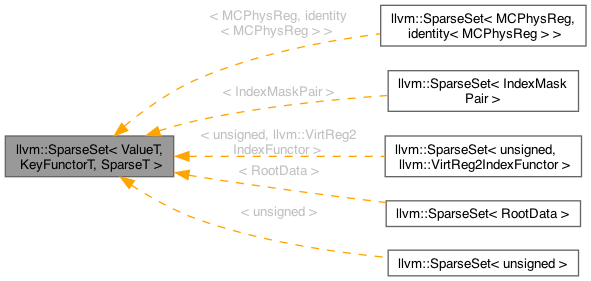 < MCPhysReg, identity
< MCPhysReg > >
llvm::SparseSet< MCPhysReg,
identity< MCPhysReg > >
< IndexMaskPair >
llvm::SparseSet< IndexMask
Pair >
llvm::SparseSet< ValueT,
KeyFunctorT, SparseT >
< unsigned, llvm::VirtReg2
IndexFunctor >
llvm::SparseSet< unsigned,
llvm::VirtReg2IndexFunctor >
< RootData >
llvm::SparseSet< RootData >
< unsigned >
llvm::SparseSet< unsigned >